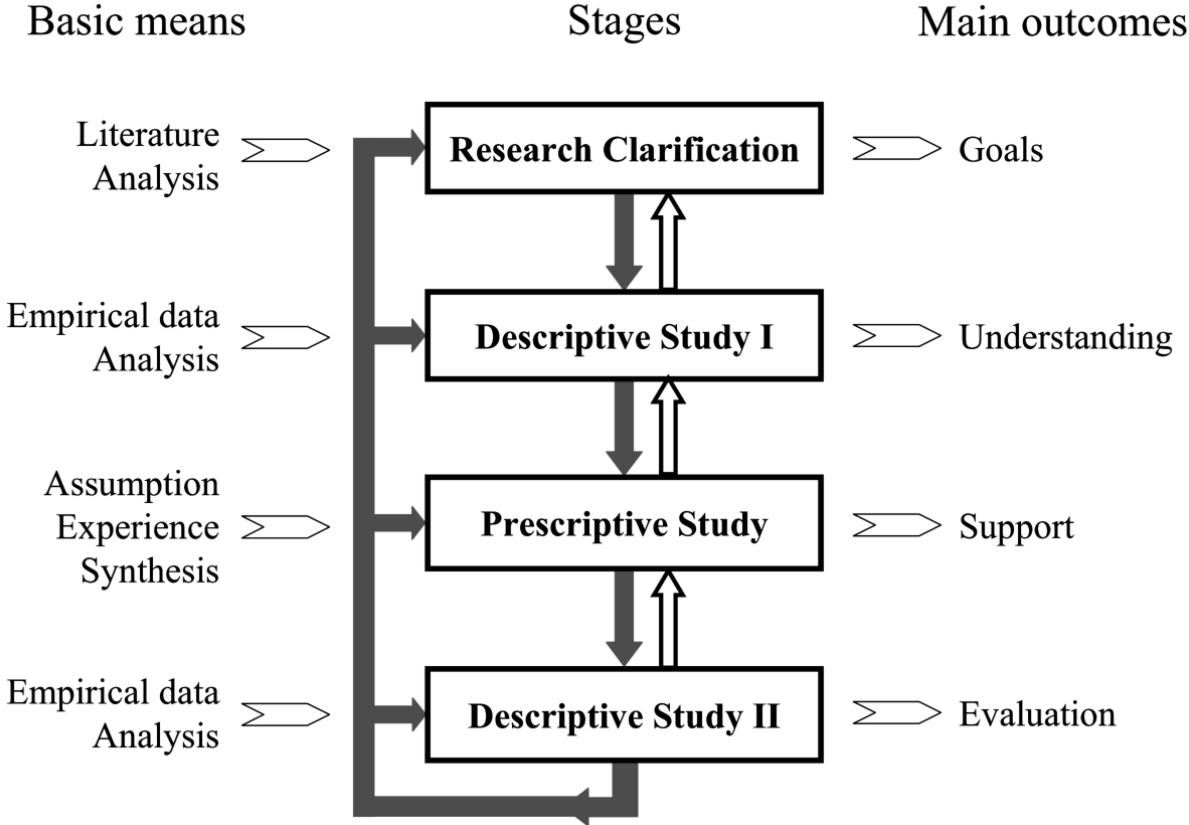 Basic means
Stages
Main outcomes
Literature
Analysis
Research Clarification
Goals
Empirical data
Analysis
Descriptive Study I
Understanding
Assumption
Experience
Synthesis
Prescriptive Study
Support
Empirical data
Analysis
Descriptive Study II
Evaluation